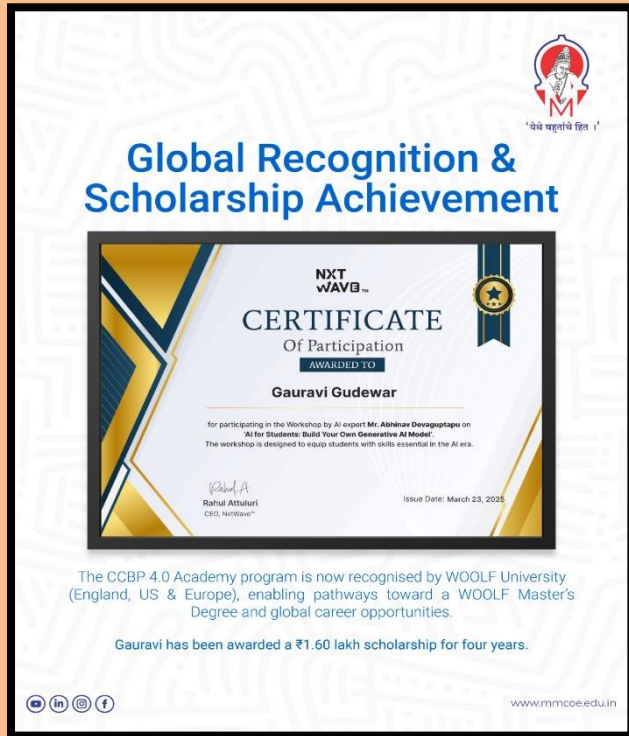 M
'येथे बहुतांचे हित ।'
Global Recognition &
Scholarship Achievement
NXT
WAVE™
CERTIFICATE
Of Participation
AWARDED TO
Gauravi Gudewar
for participating in the Workshop by AI expert Mr. Abhinav Devaguptapu on
'AI for Students: Build Your Own Generative AI Model'.
The workshop is designed to equip students with skills essential in the AI era.
Rahul A
Rahul Attuluri
CEO, NxtWave™
Issue Date: March 23, 2025
The CCBP 4.0 Academy program is now recognised by WOOLF University
(England, US & Europe), enabling pathways toward a WOOLF Master's
Degree and global career opportunities.
Gauravi has been awarded a ₹1.60 lakh scholarship for four years.
www.mmcoe.edu.in